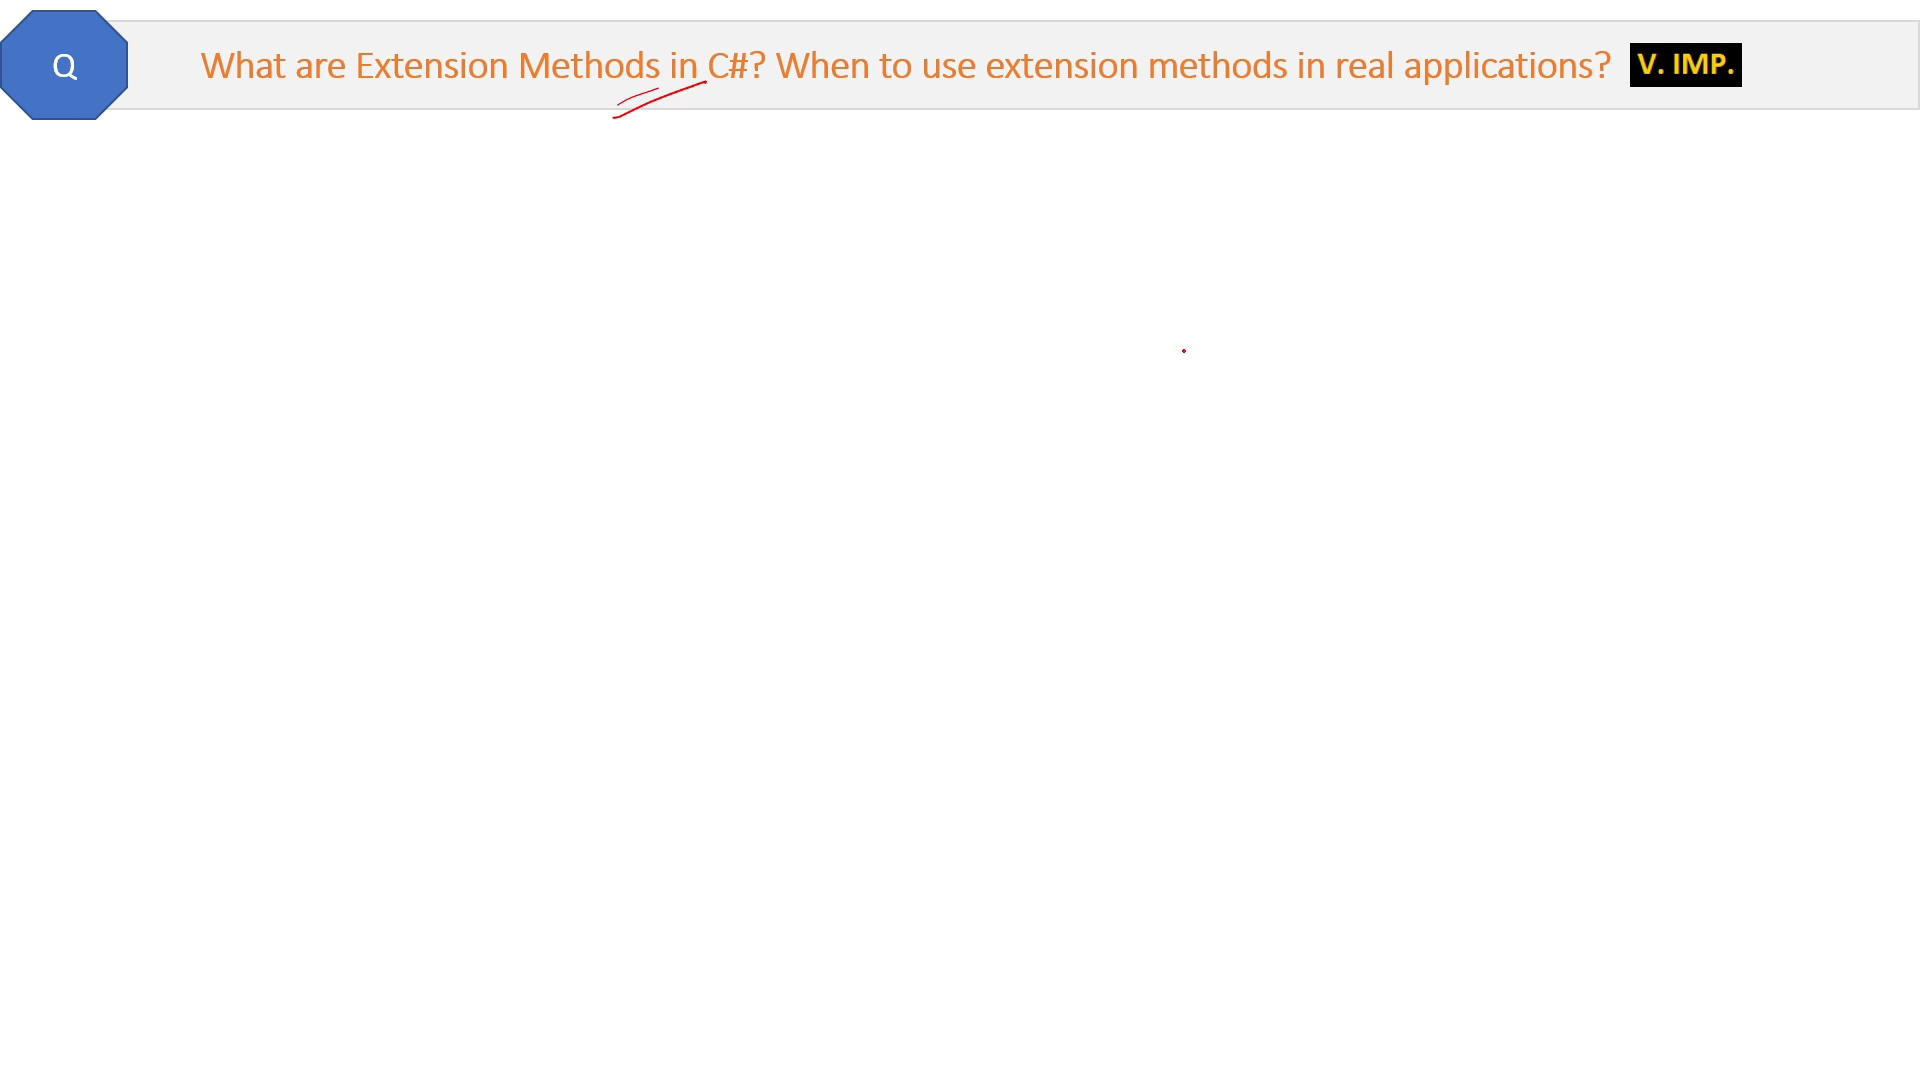 Q
What are Extension Methods in C#? When to use extension methods in real applications? V. IMP.